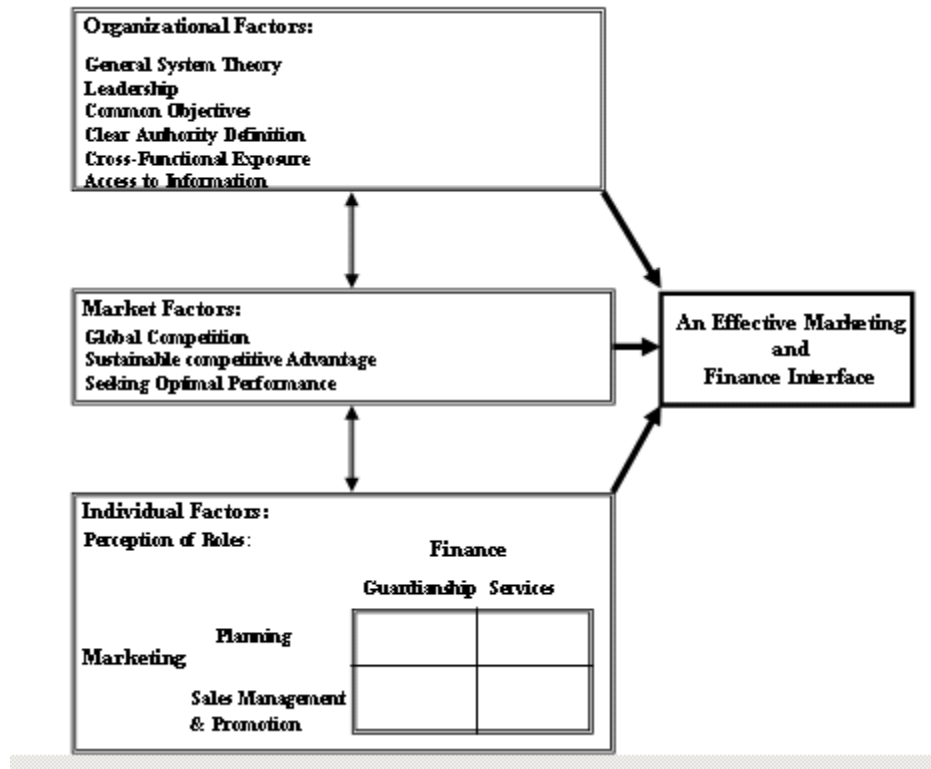 Organizational Factors:
General System Theory
Leadership
Common Objectives
Clear Authority Definition
Cross-Functional Exposure
Access to Information
Market Factors:
Global Competition
Sustainable competitive Advantage
Seeking Optimal Performance
An Effective Marketing
and
Finance Interface
Individual Factors:
Perception of Roles:
Finance
Guardianship Services
Planning
Marketing
Sales Management
& Promotion